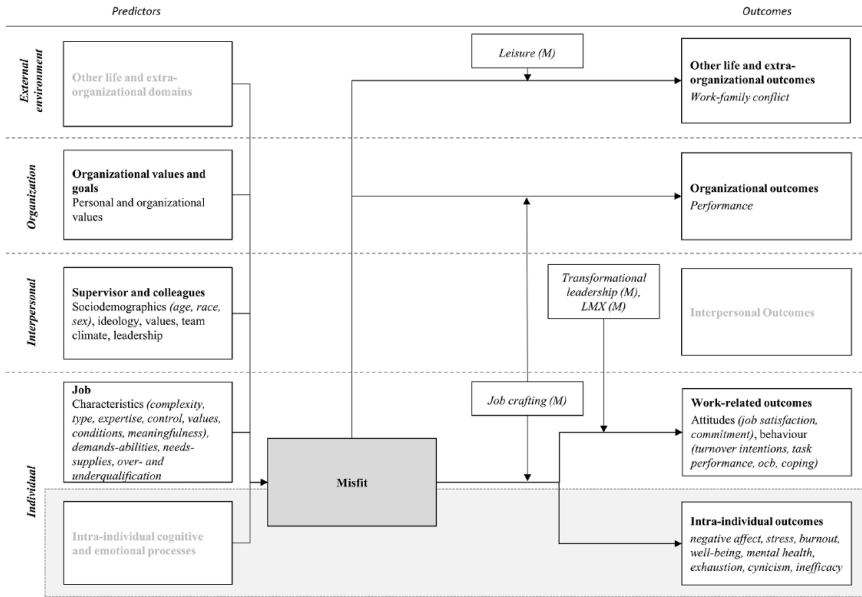 Predictors
Outcomes
External
environment
Other life and extra-
organizational domains
Leisure (M)
Other life and extra-
organizational outcomes
Work-family conflict
Organization
Organizational values and
goals
Personal and organizational
values
Organizational outcomes
Performance
Interpersonal
Supervisor and colleagues
Sociodemographics (age, race,
sex), ideology, values, team
climate, leadership
Transformational
leadership (M),
LMX (M)
Interpersonal Outcomes
Individual
Job
Characteristics (complexity,
type, expertise, control, values,
conditions, meaningfulness),
demands-abilities, needs-
supplies, over- and
underqualification
Job crafting (M)
Work-related outcomes
Attitudes (job satisfaction,
commitment), behaviour
(turnover intentions, task
performance, ocb, coping)
Misfit
Intra-individual cognitive
and emotional processes
Intra-individual outcomes
negative affect, stress, burnout,
well-being, mental health,
exhaustion, cynicism, inefficacy